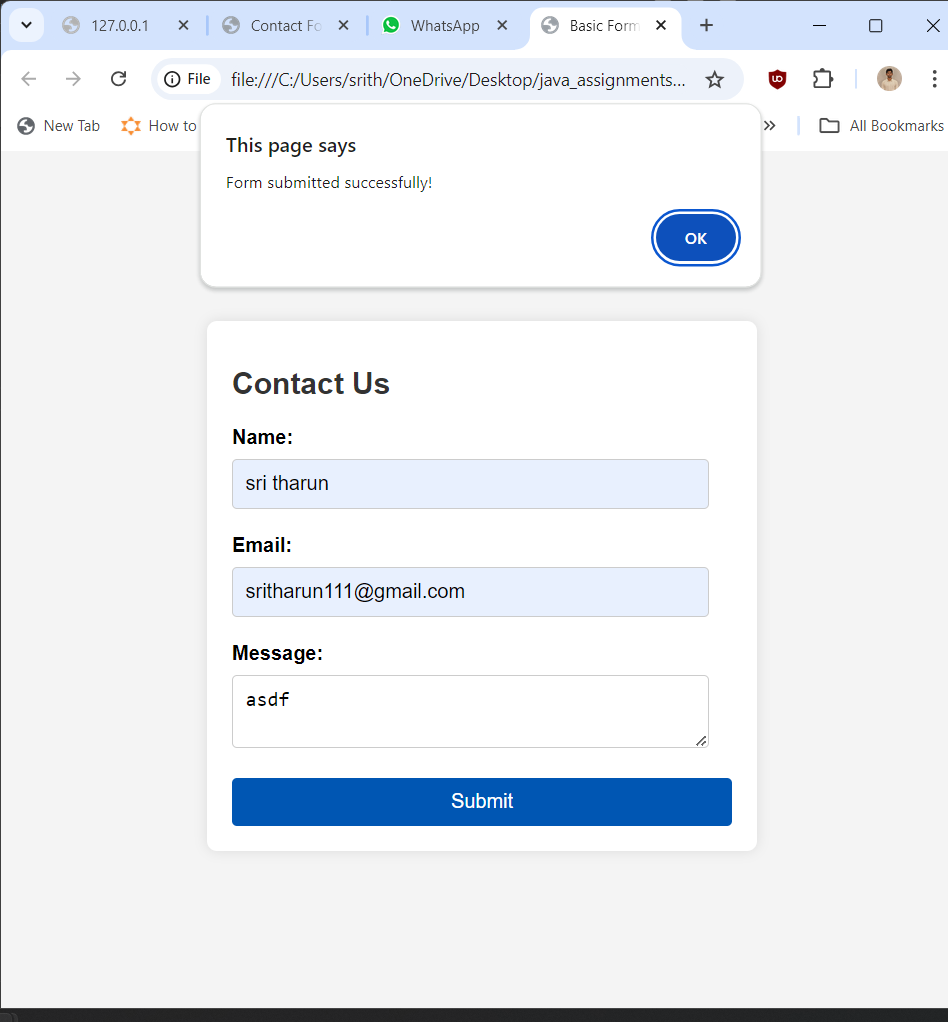 127.0.0.1
Contact Fo
WhatsApp
Basic Form
File
file:///C:/Users/srith/OneDrive/Desktop/java_assignments...
New Tab
How to
All Bookmarks
This page says
Form submitted successfully!
OK
Contact Us
Name:
sri tharun
Email:
sritharun111@gmail.com
Message:
asdf
Submit